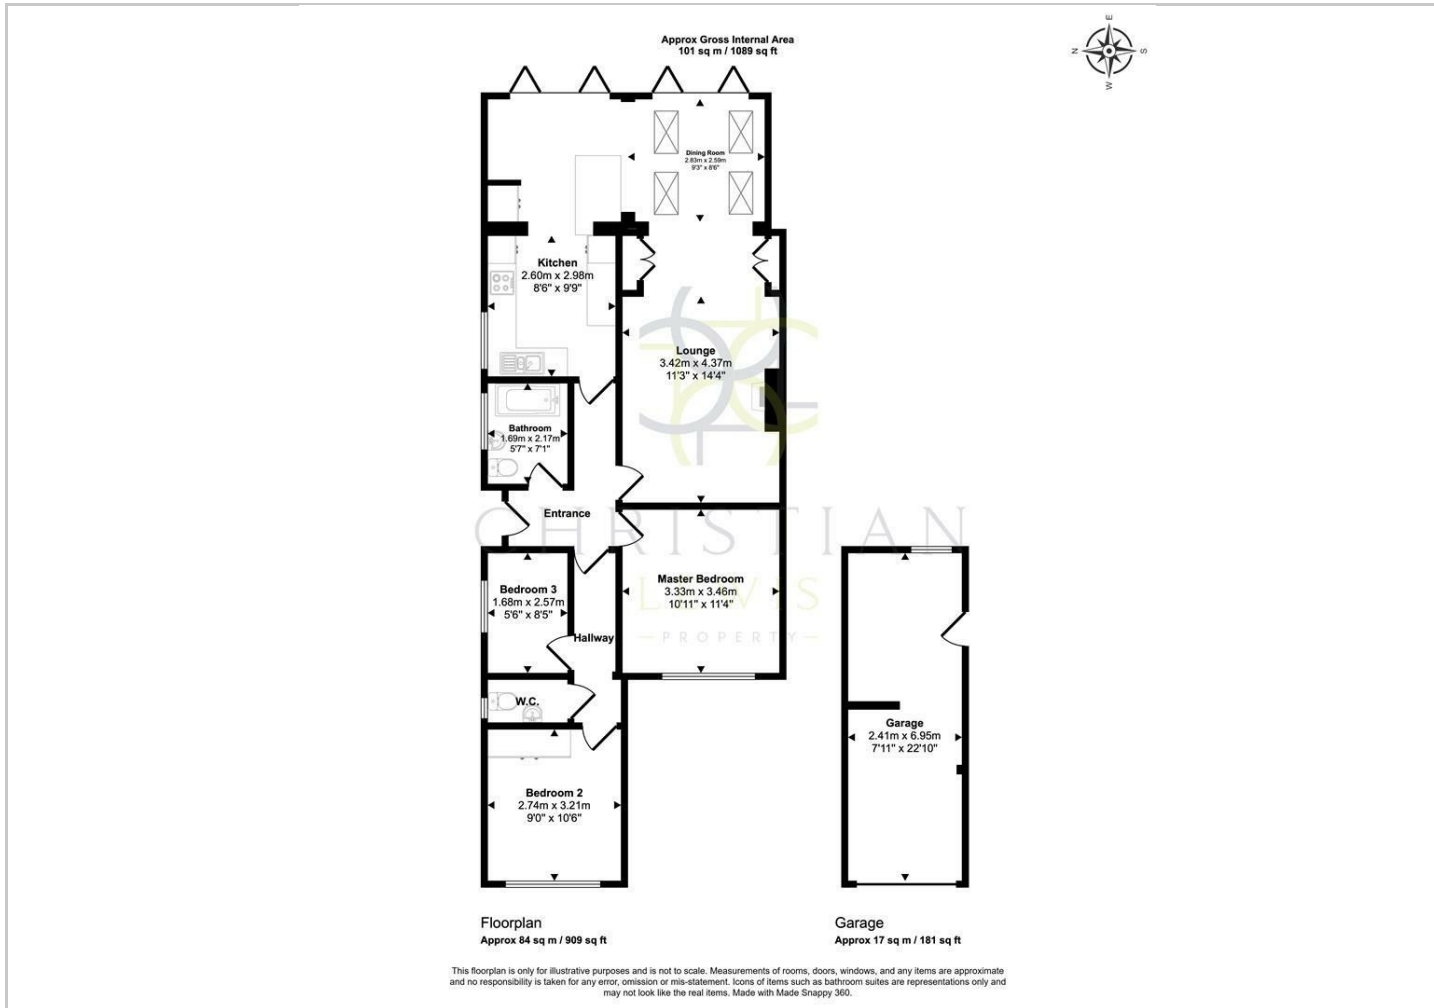 Approx Gross Internal Area
101 sq m / 1089 sq ft
E
N
S
W
Dining Room
2.83m x 2.59m
9'3" x 8'6"
Kitchen
2.60m x 2.98m
8'6" x 9'9"
Lounge
3.42m x 4.37m
11'3" x 14'4"
Bathroom
1.69m x 2.17m
5'7" x 7'1"
Entrance
CHRISTIAN
LEWIS
PROPERTY
Bedroom 3
1.68m x 2.57m
5'6" x 8'5"
Master Bedroom
3.33m x 3.46m
10'11" x 11'4"
Hallway
W.C.
Garage
2.41m x 6.95m
7'11" x 22'10"
Bedroom 2
2.74m x 3.21m
9'0" x 10'6"
Floorplan
Approx 84 sq m / 909 sq ft
Garage
Approx 17 sq m / 181 sq ft
This floorplan is only for illustrative purposes and is not to scale. Measurements of rooms, doors, windows, and any items are approximate
and no responsibility is taken for any error, omission or mis-statement. Icons of items such as bathroom suites are representations only and
may not look like the real items. Made with Made Snappy 360.